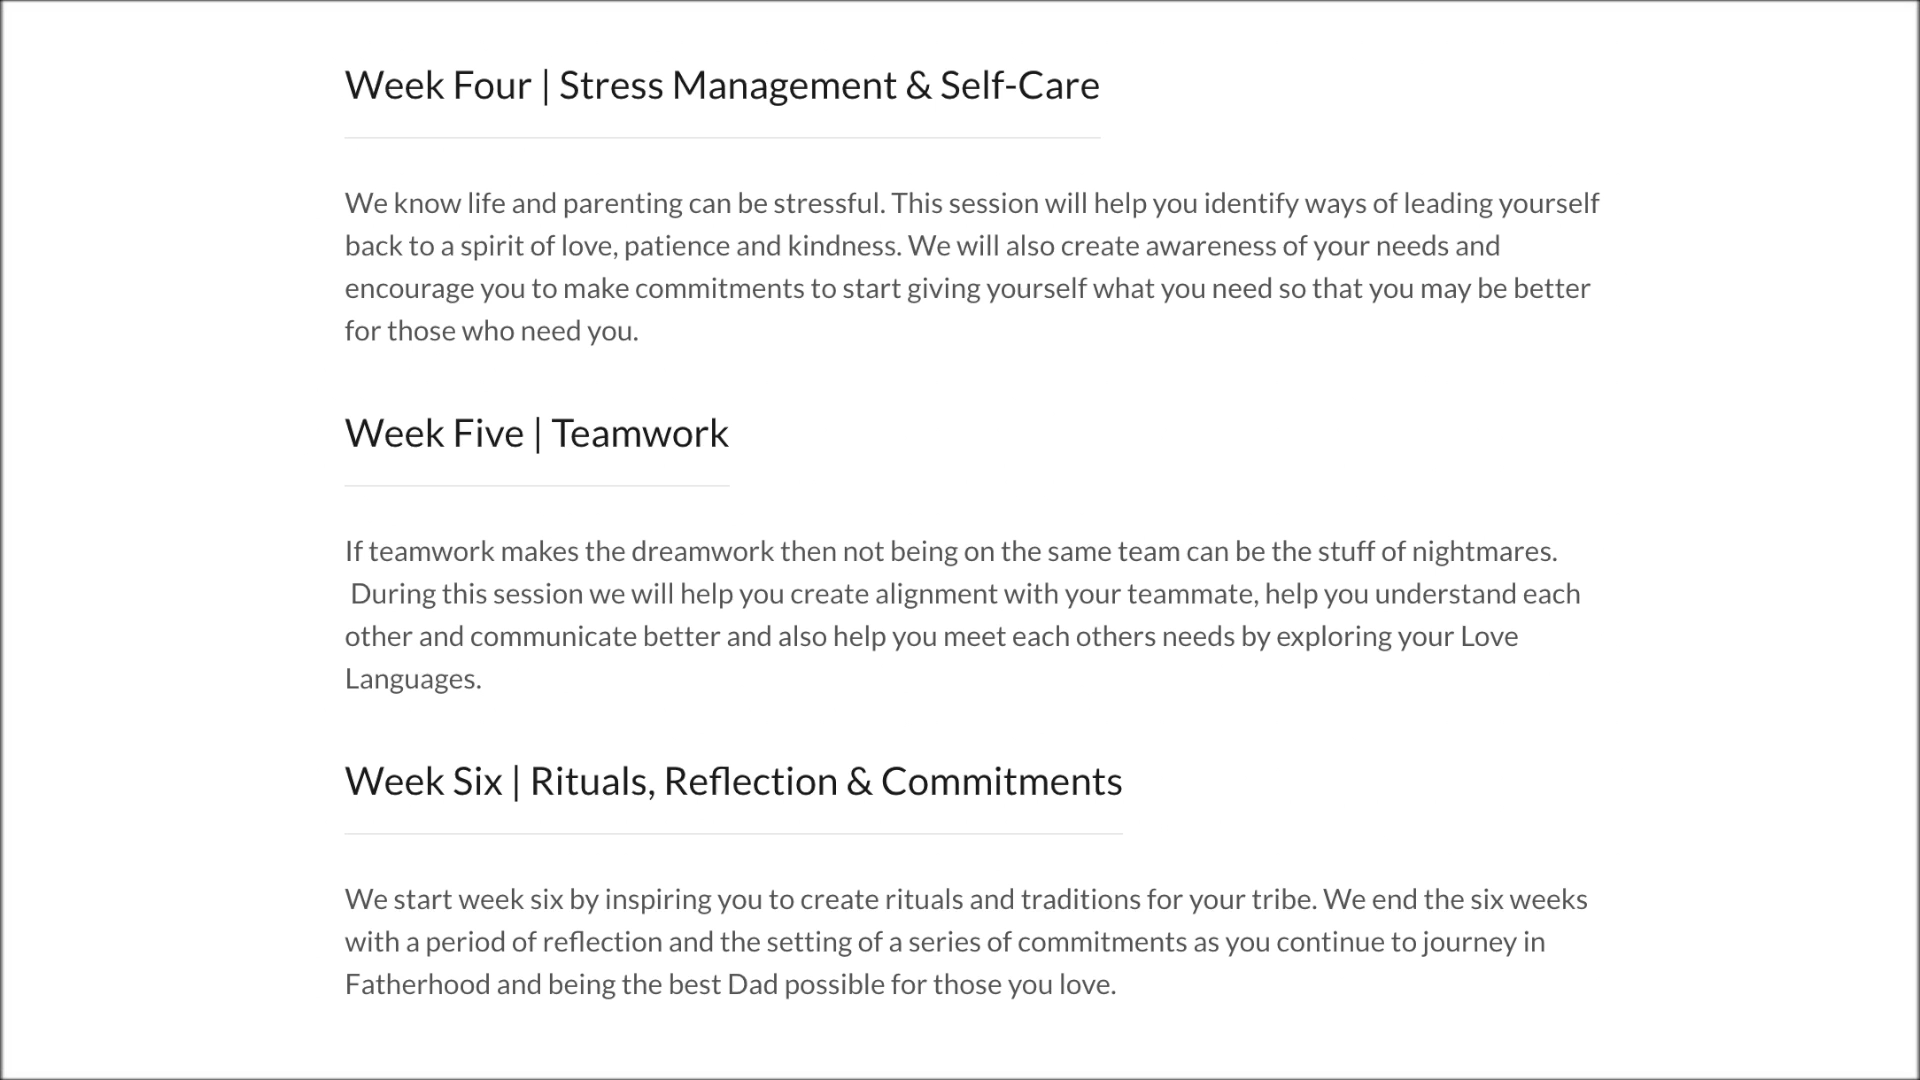 Week Four | Stress Management & Self-Care
We know life and parenting can be stressful. This session will help you identify ways of leading yourself
back to a spirit of love, patience and kindness. We will also create awareness of your needs and
encourage you to make commitments to start giving yourself what you need so that you may be better
for those who need you.
Week Five | Teamwork
If teamwork makes the dreamwork then not being on the same team can be the stuff of nightmares.
During this session we will help you create alignment with your teammate, help you understand each
other and communicate better and also help you meet each others needs by exploring your Love
Languages.
Week Six | Rituals, Reflection & Commitments
We start week six by inspiring you to create rituals and traditions for your tribe. We end the six weeks
with a period of reflection and the setting of a series of commitments as you continue to journey in
Fatherhood and being the best Dad possible for those you love.